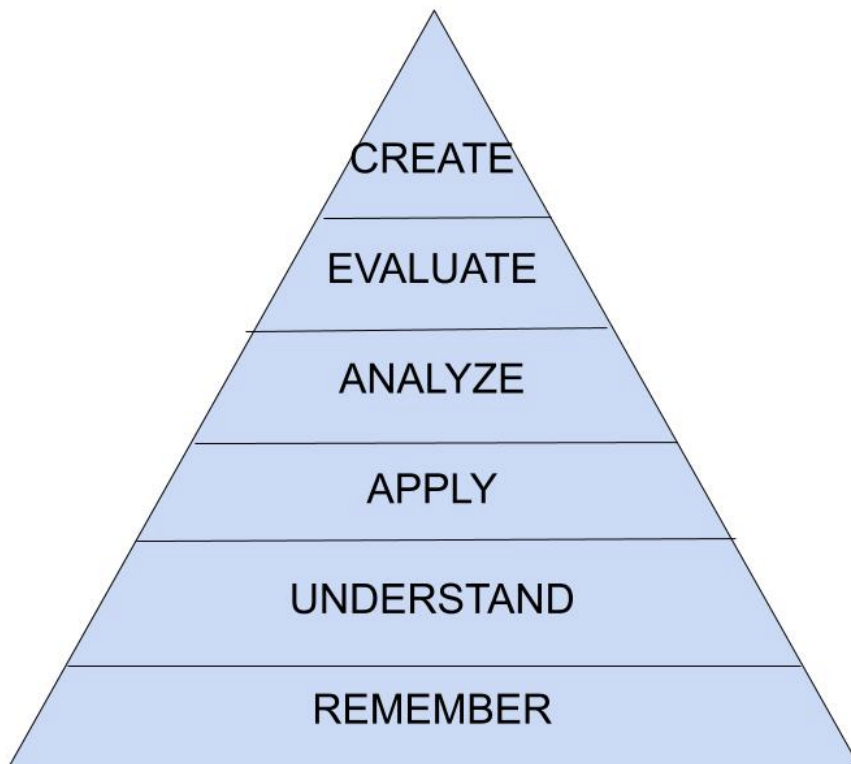 CREATE
EVALUATE
ANALYZE
APPLY
UNDERSTAND
REMEMBER